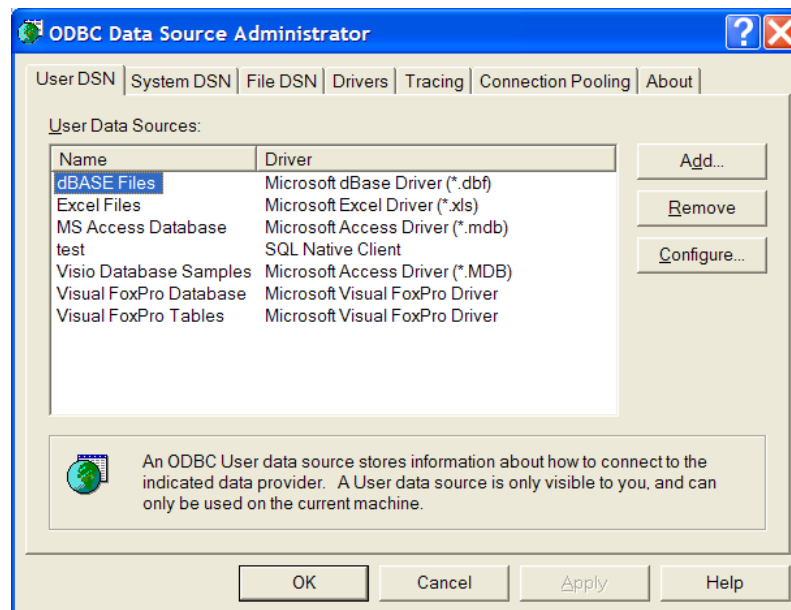 ODBC Data Source Administrator
?
User DSN System DSN File DSN Drivers Tracing Connection Pooling About
User Data Sources:
Name Driver
dBASE Files Microsoft dBase Driver (*.dbf)
Excel Files Microsoft Excel Driver (*.xls)
MS Access Database Microsoft Access Driver (*.mdb)
test SQL Native Client
Visio Database Samples Microsoft Access Driver (*.MDB)
Visual FoxPro Database Microsoft Visual FoxPro Driver
Visual FoxPro Tables Microsoft Visual FoxPro Driver
Add...
Remove
Configure...
An ODBC User data source stores information about how to connect to the
indicated data provider. A User data source is only visible to you, and can
only be used on the current machine.
OK Cancel Apply Help